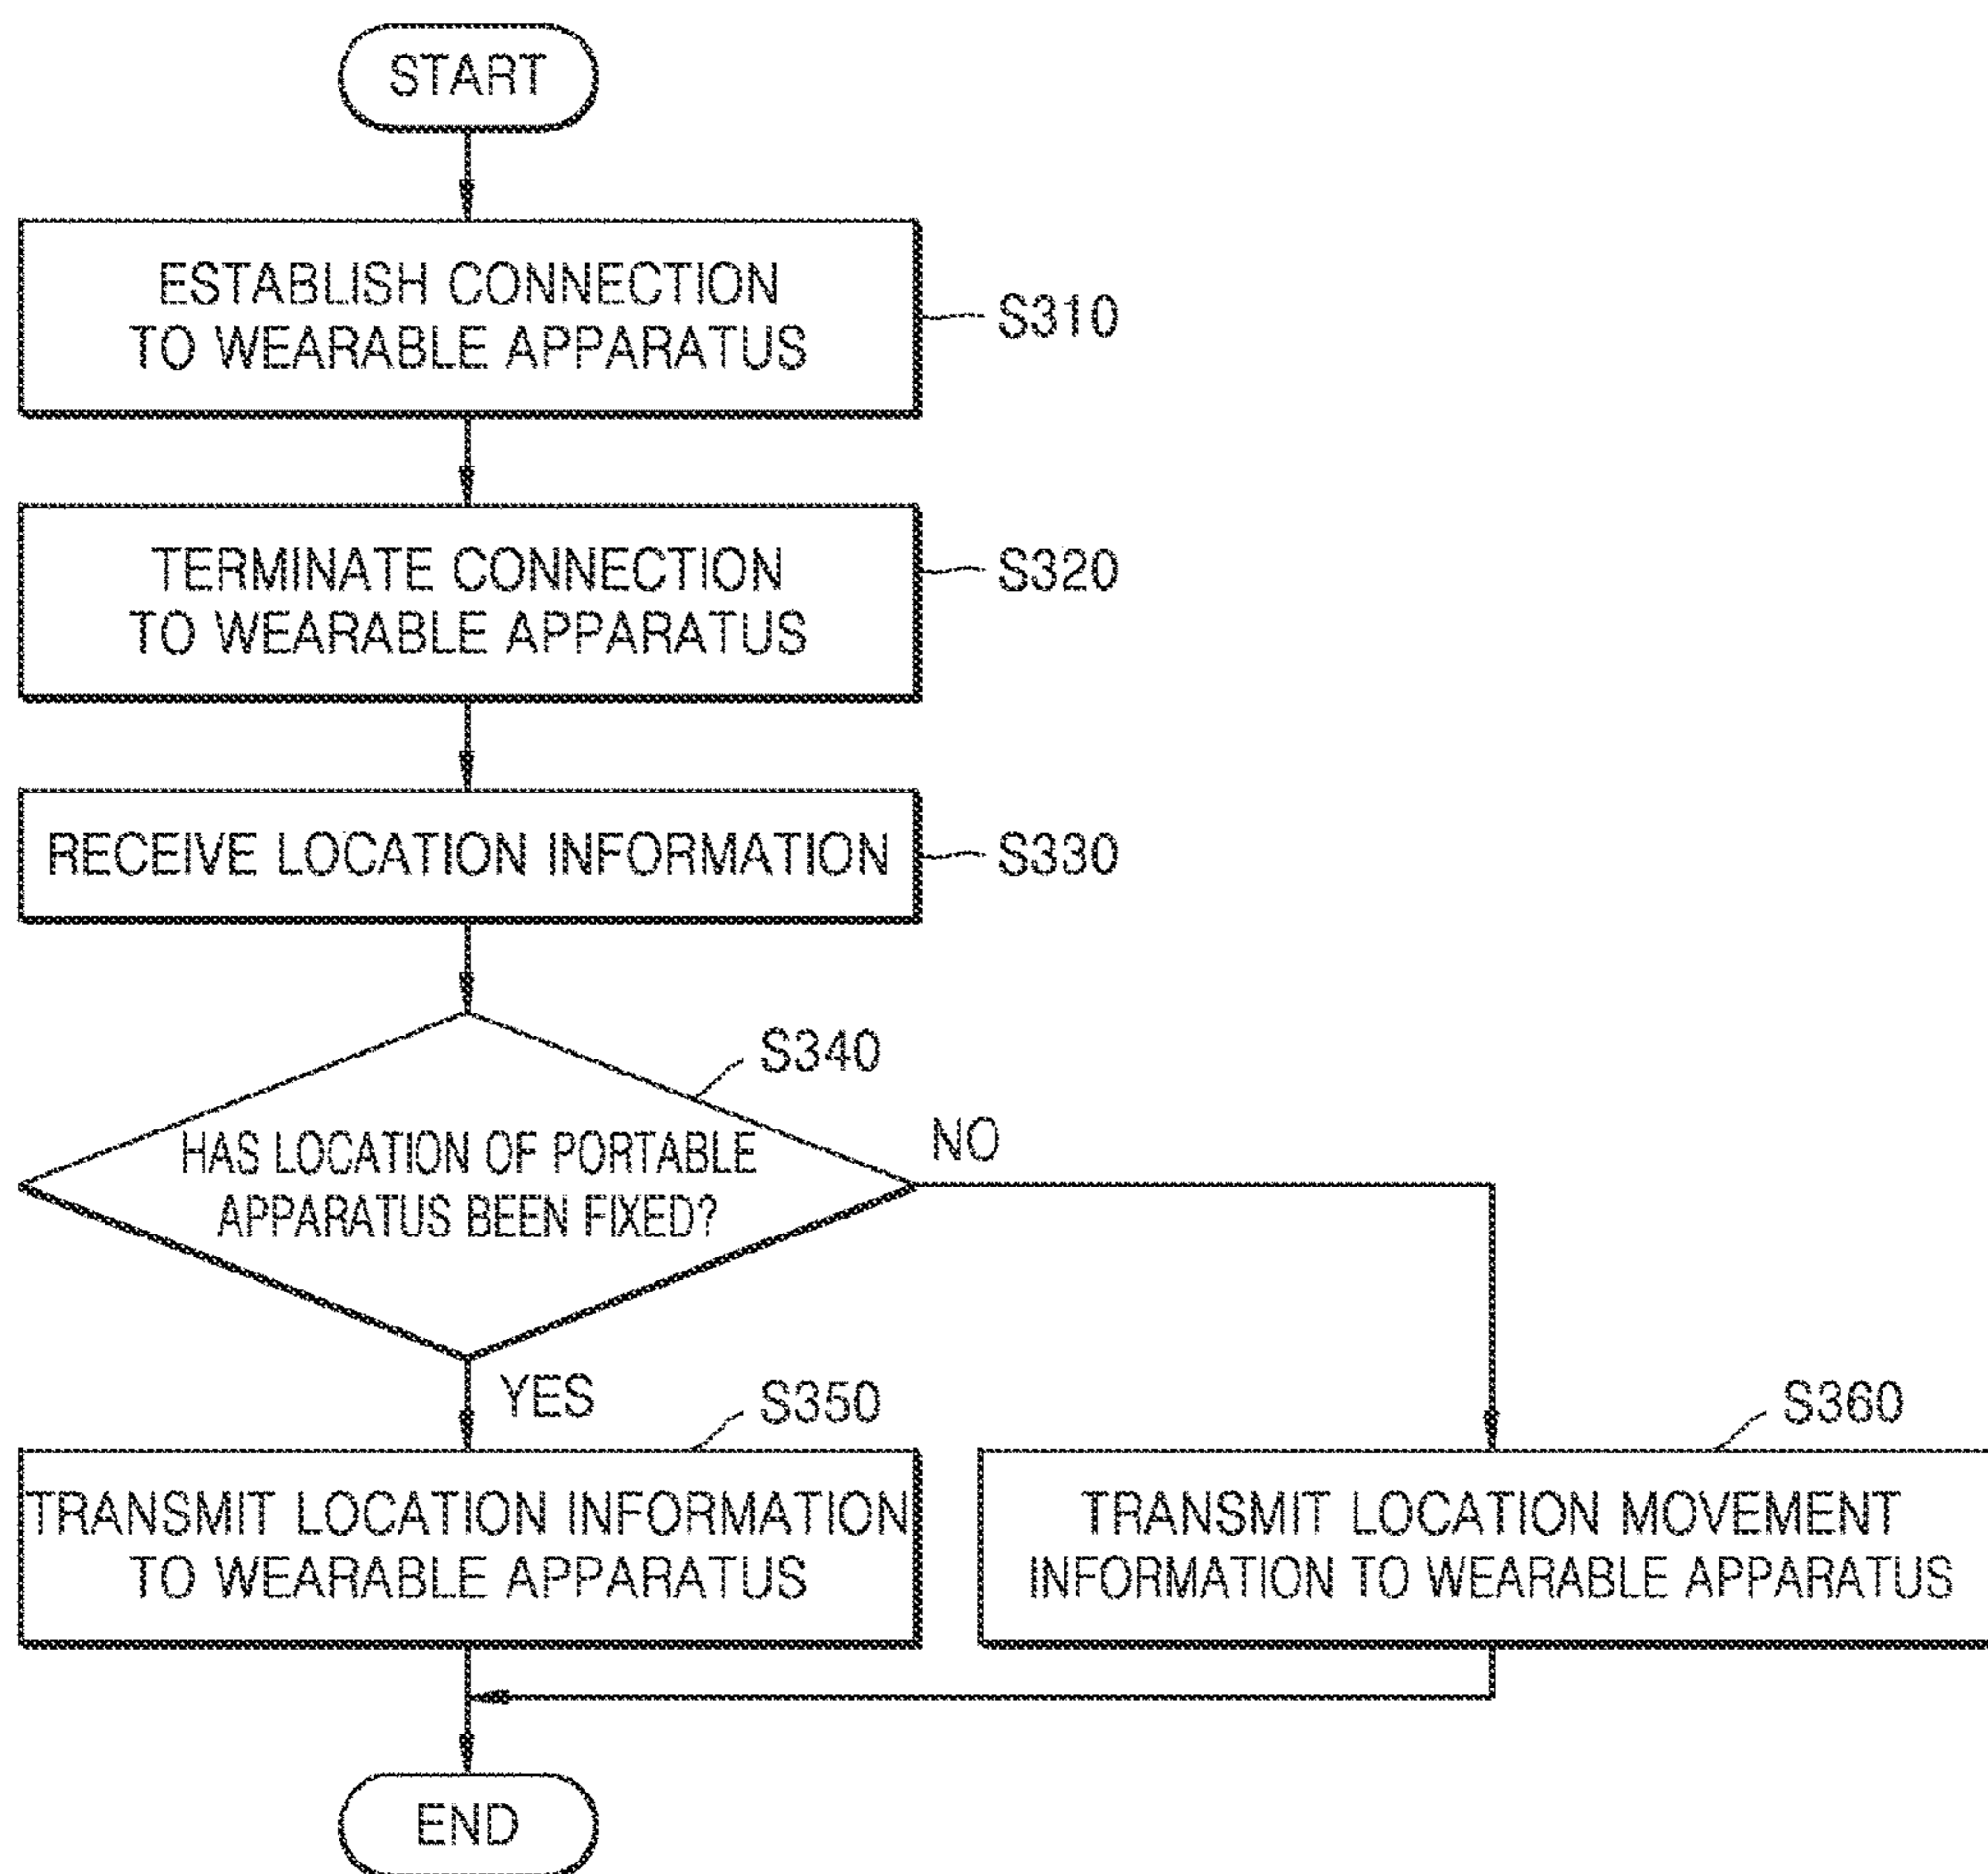 START
ESTABLISH CONNECTION
TO WEARABLE APPARATUS
S310
TERMINATE CONNECTION
TO WEARABLE APPARATUS
S320
RECEIVE LOCATION INFORMATION
S330
S340
HAS LOCATION OF PORTABLE
APPARATUS BEEN FIXED?
NO
YES
S350
TRANSMIT LOCATION INFORMATION
TO WEARABLE APPARATUS
S360
TRANSMIT LOCATION MOVEMENT
INFORMATION TO WEARABLE APPARATUS
END